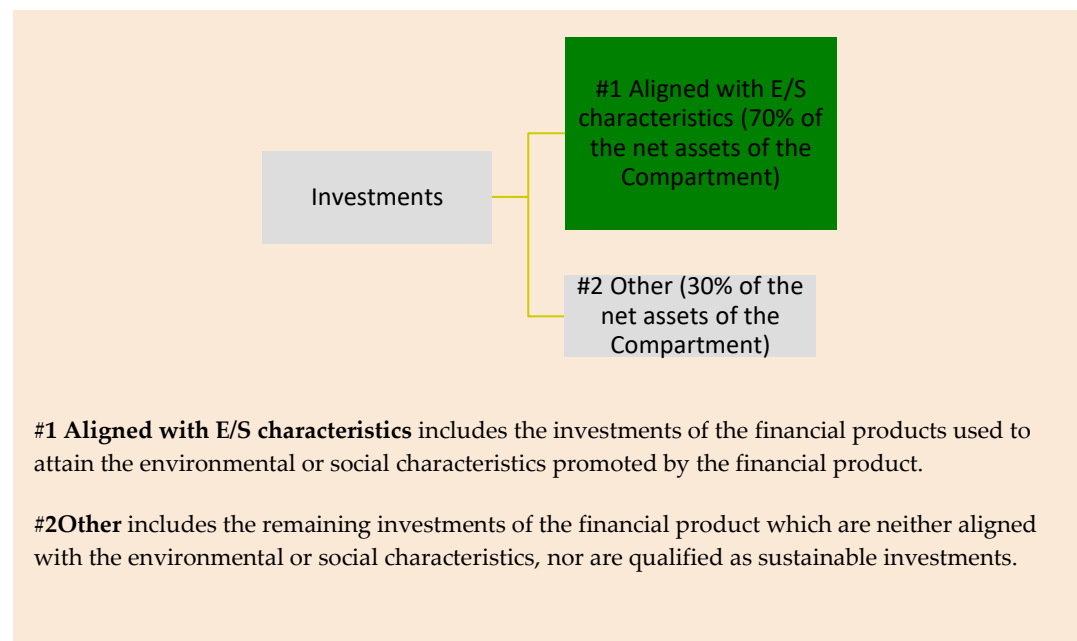 #1 Aligned with E/S
characteristics (70% of
the net assets of the
Compartment)
Investments
#2 Other (30% of the
net assets of the
Compartment)
#1 Aligned with E/S characteristics includes the investments of the financial products used to
attain the environmental or social characteristics promoted by the financial product.
#2Other includes the remaining investments of the financial product which are neither aligned
with the environmental or social characteristics, nor are qualified as sustainable investments.